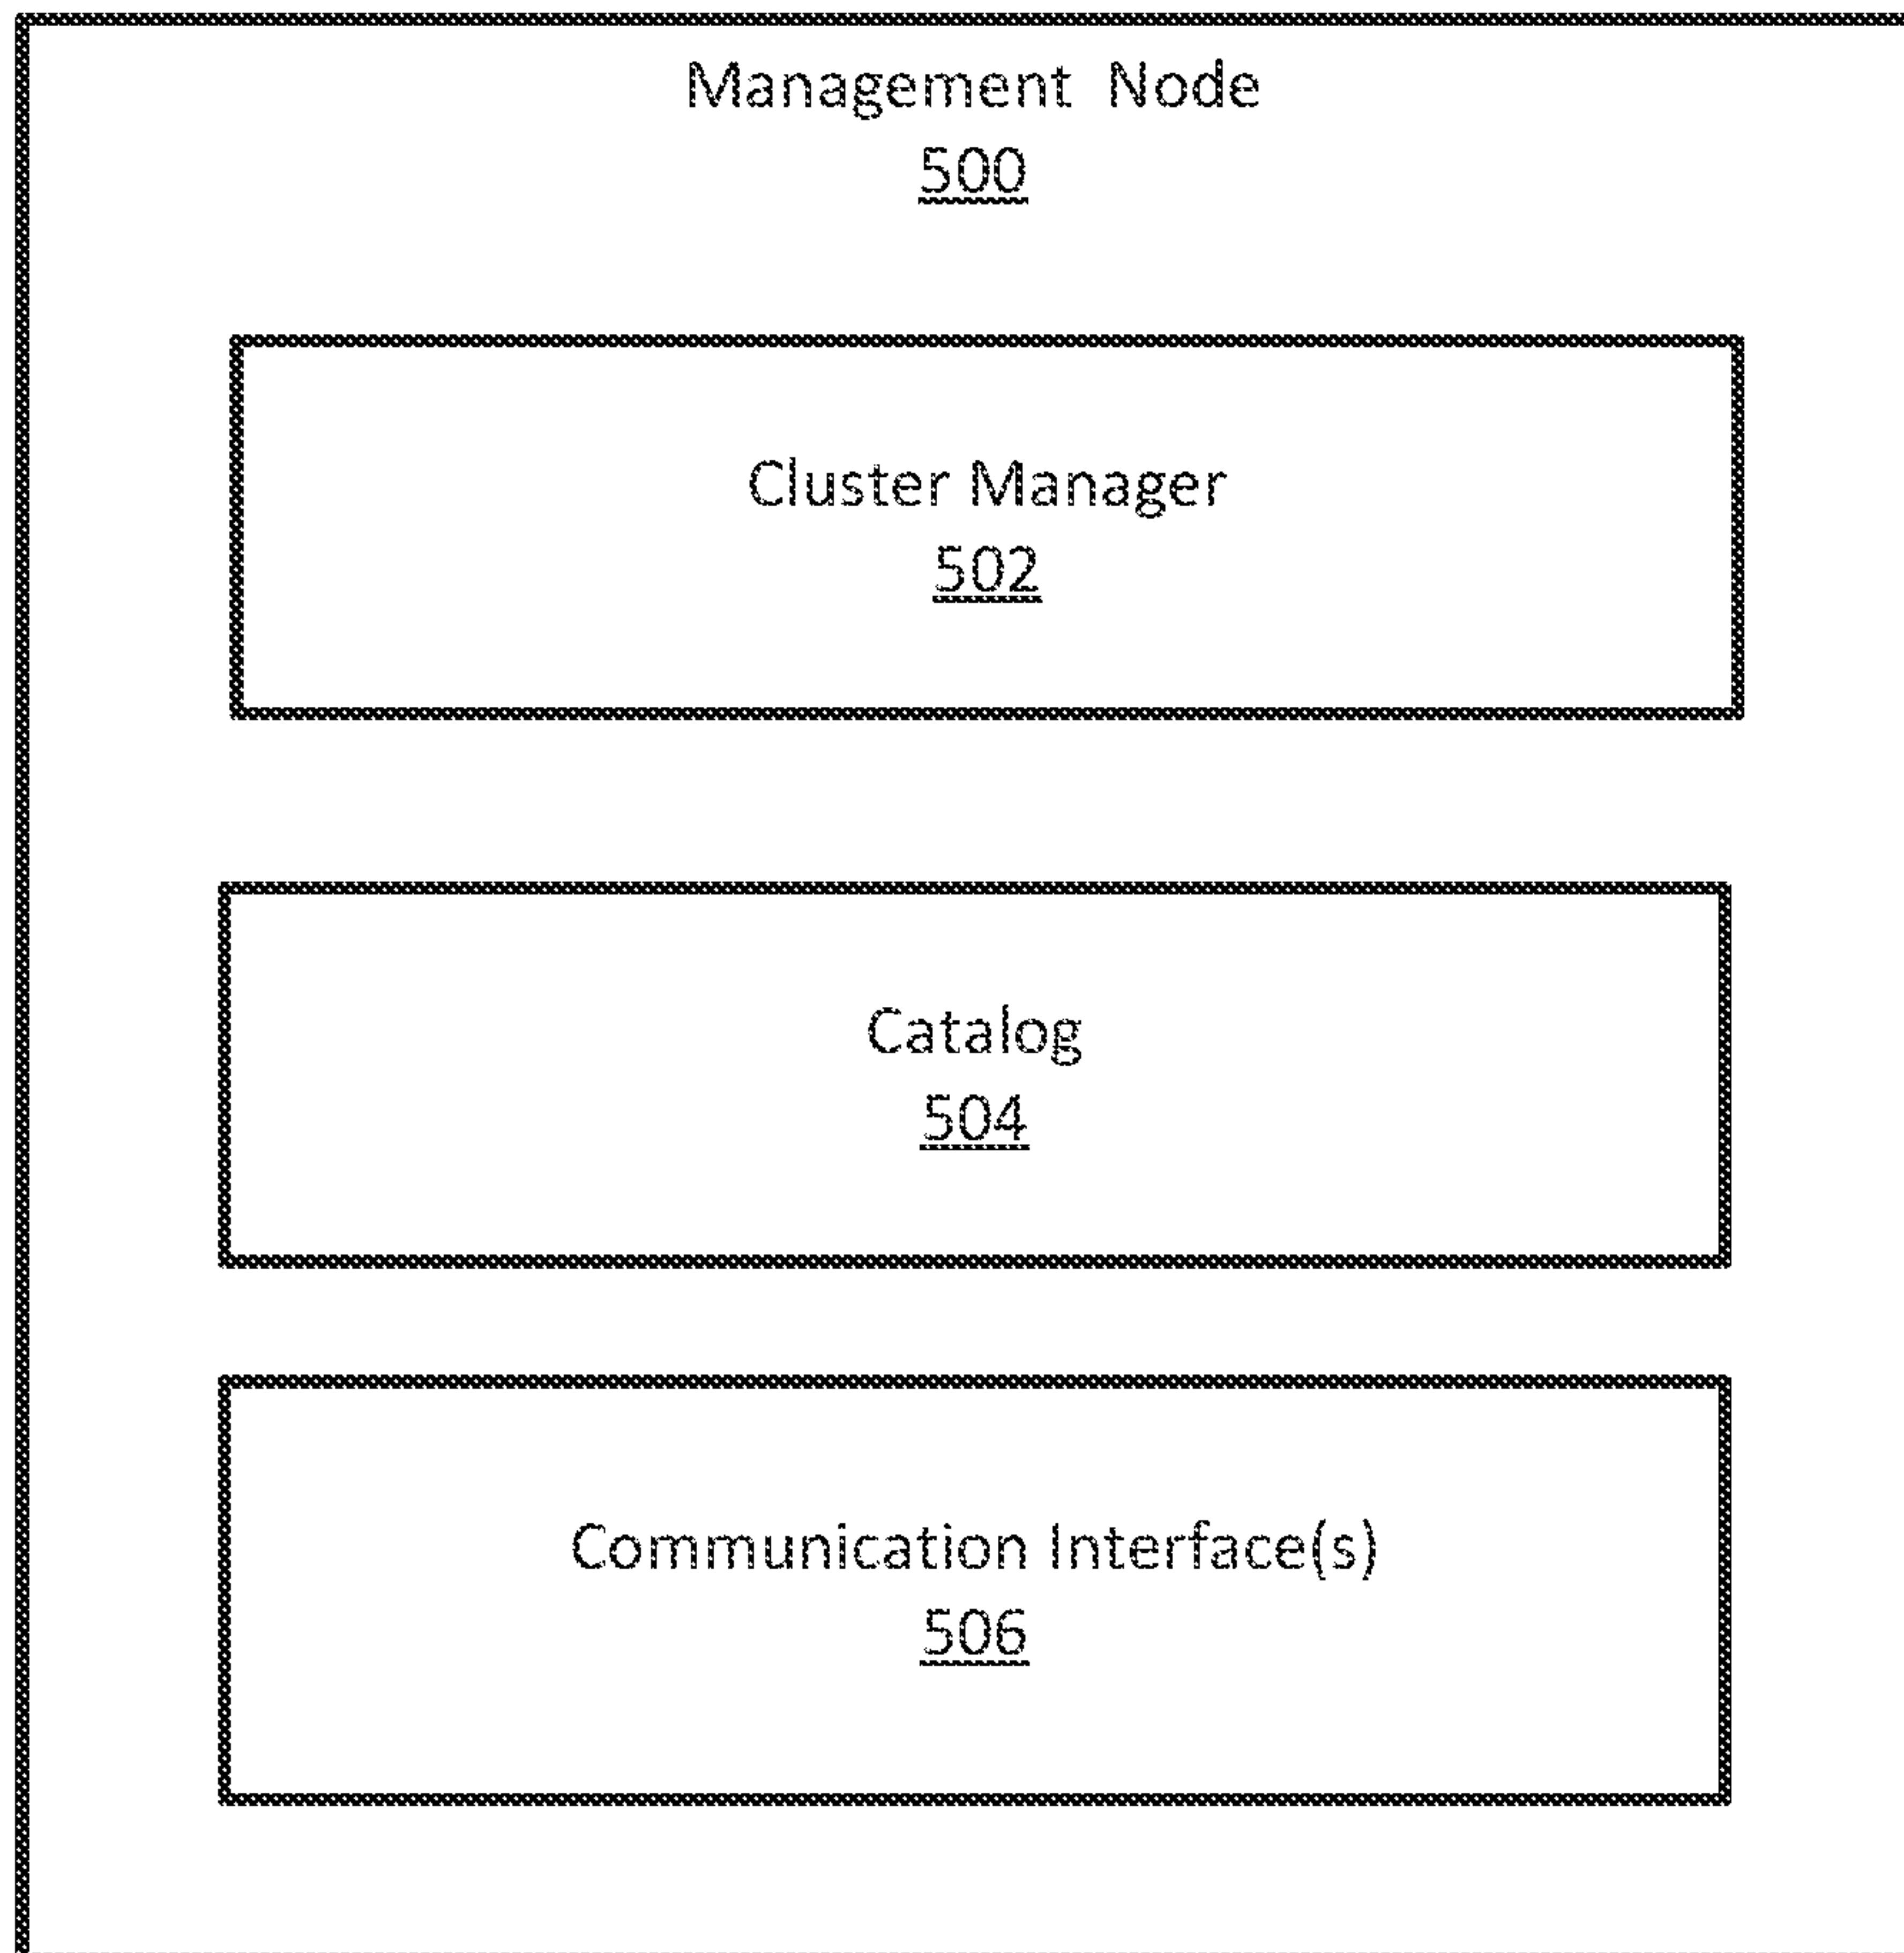 Management Node
500
Cluster Manager
502
Catalog
504
Communication Interface(s)
506